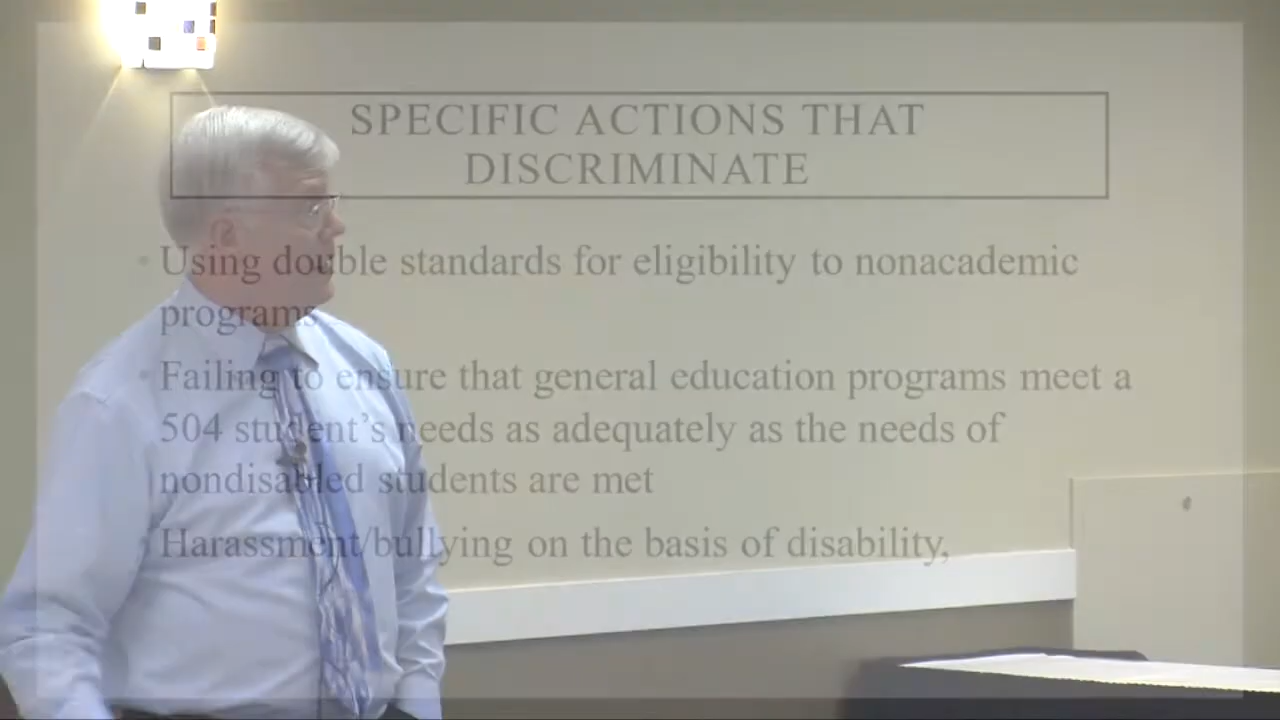 SPECIFIC ACTIONS THAT
DISCRIMINATE
• Using double standards for eligibility to nonacademic
programs
• Failing to ensure that general education programs meet a
504 student’s needs as adequately as the needs of
nondisabled students are met
• Harassment/bullying on the basis of disability,